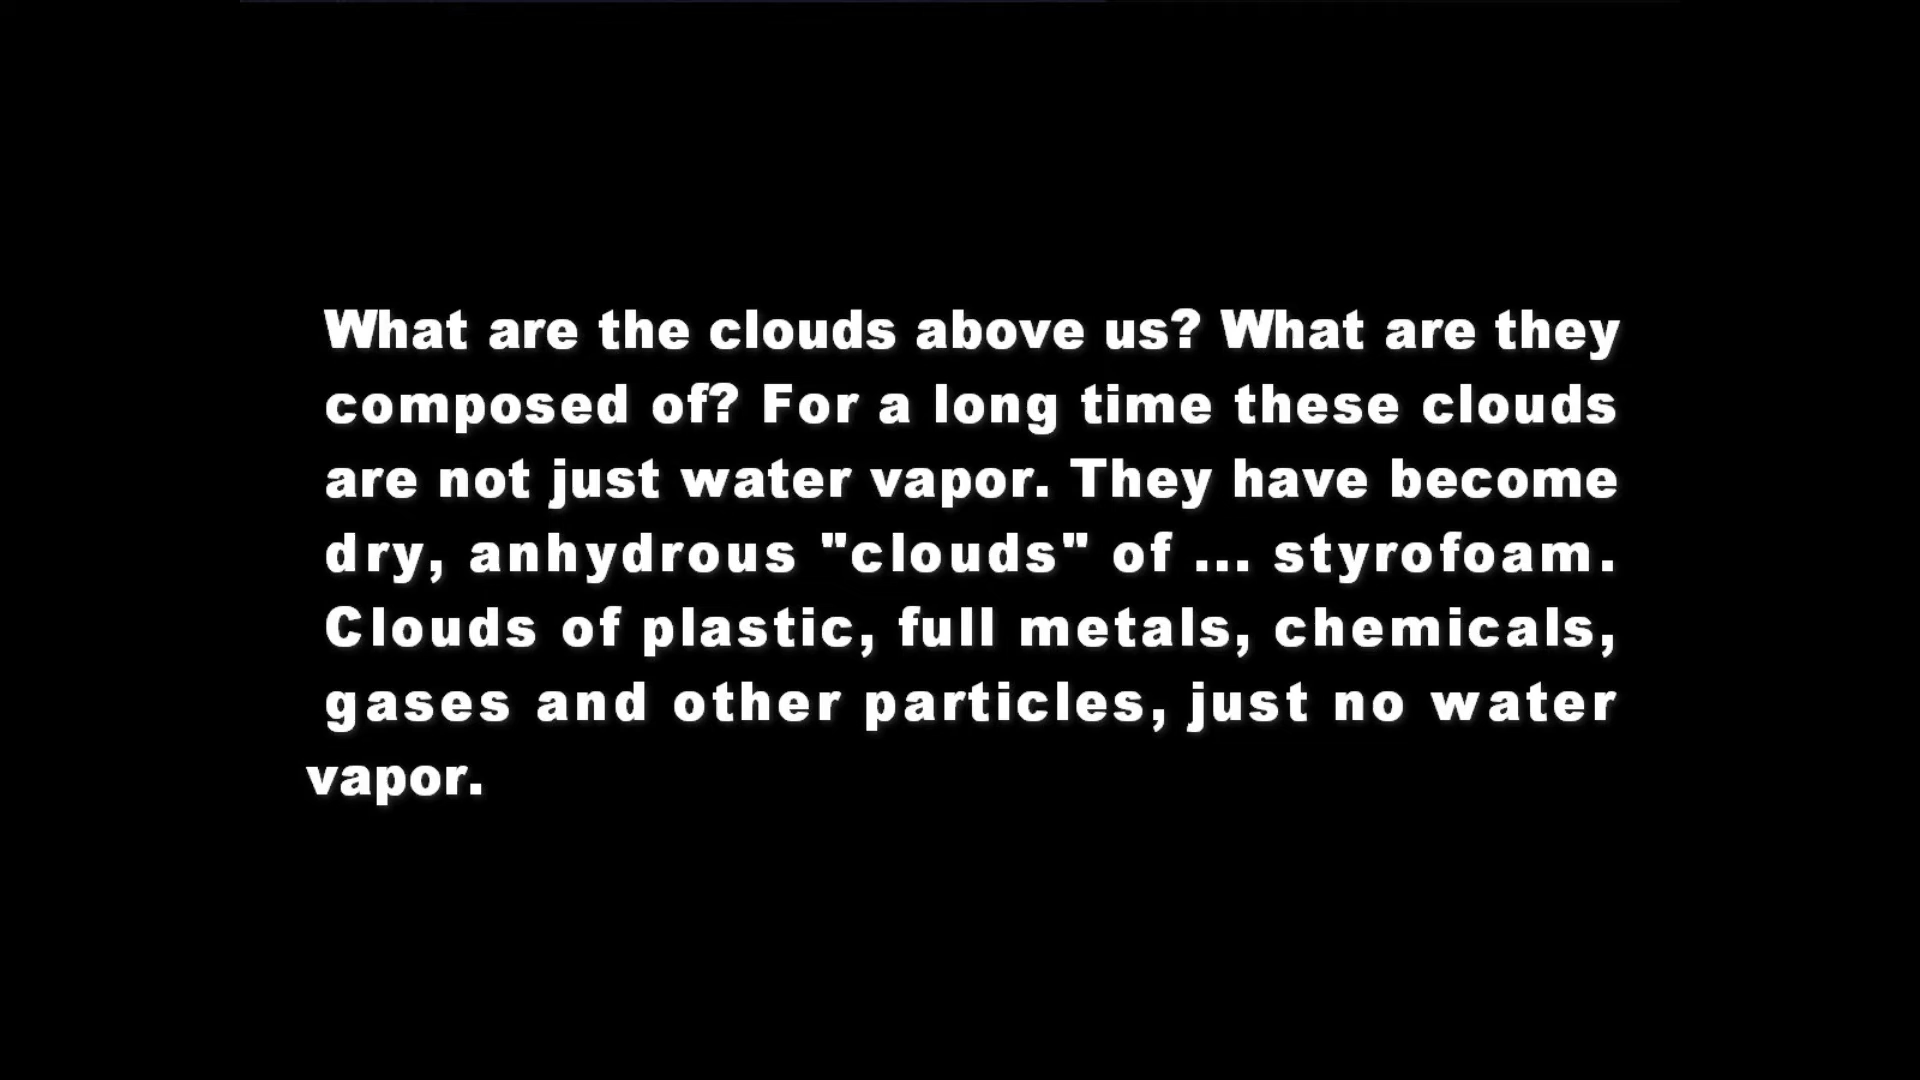 What are the clouds above us? What are they
composed of? For a long time these clouds
are not just water vapor. They have become
dry, anhydrous "clouds" of ... styrofoam.
Clouds of plastic, full metals, chemicals,
gases and other particles, just no water
vapor.